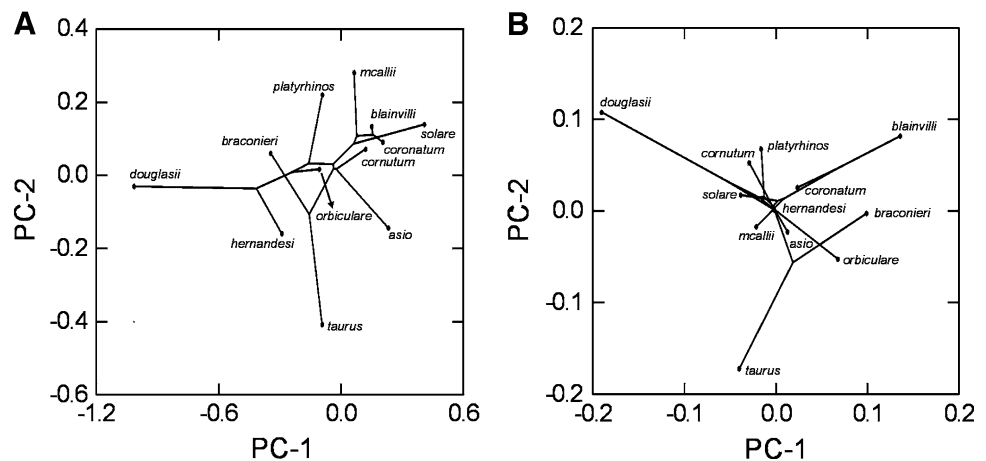 A
B
0.4
0.2
0.0
-0.2
-0.4
-0.6
PC-2
-1.2
-0.6
0.0
0.6
PC-1
mcallii
platyrhinos
blainvilli
solare
coronatum
cornutum
braconieri
douglasii
orbiculare
hernandesi
asio
taurus
0.2
0.1
0.0
-0.1
-0.2
PC-2
-0.2
-0.1
0.0
0.1
0.2
PC-1
douglasii
blainvilli
platyrhinos
cornutum
coronatum
solare
hernandesi
braconieri
mcallii
asio
orbiculare
taurus